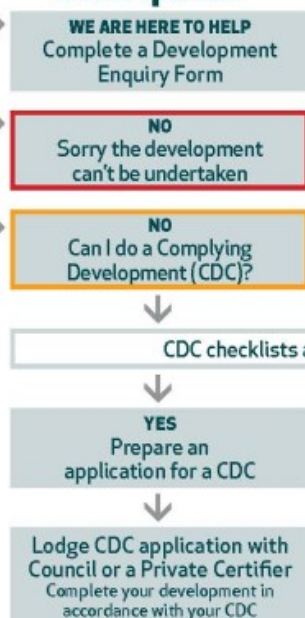 WE ARE HERE TO HELP
Complete a Development
Enquiry Form
NO
Sorry the development
can't be undertaken
NO
Can I do a Complying
Development (CDC)?
CDC checklists
YES
Prepare an
application for a CDC
Lodge CDC application with
Council or a Private Certifier
Complete your development in
accordance with your CDC